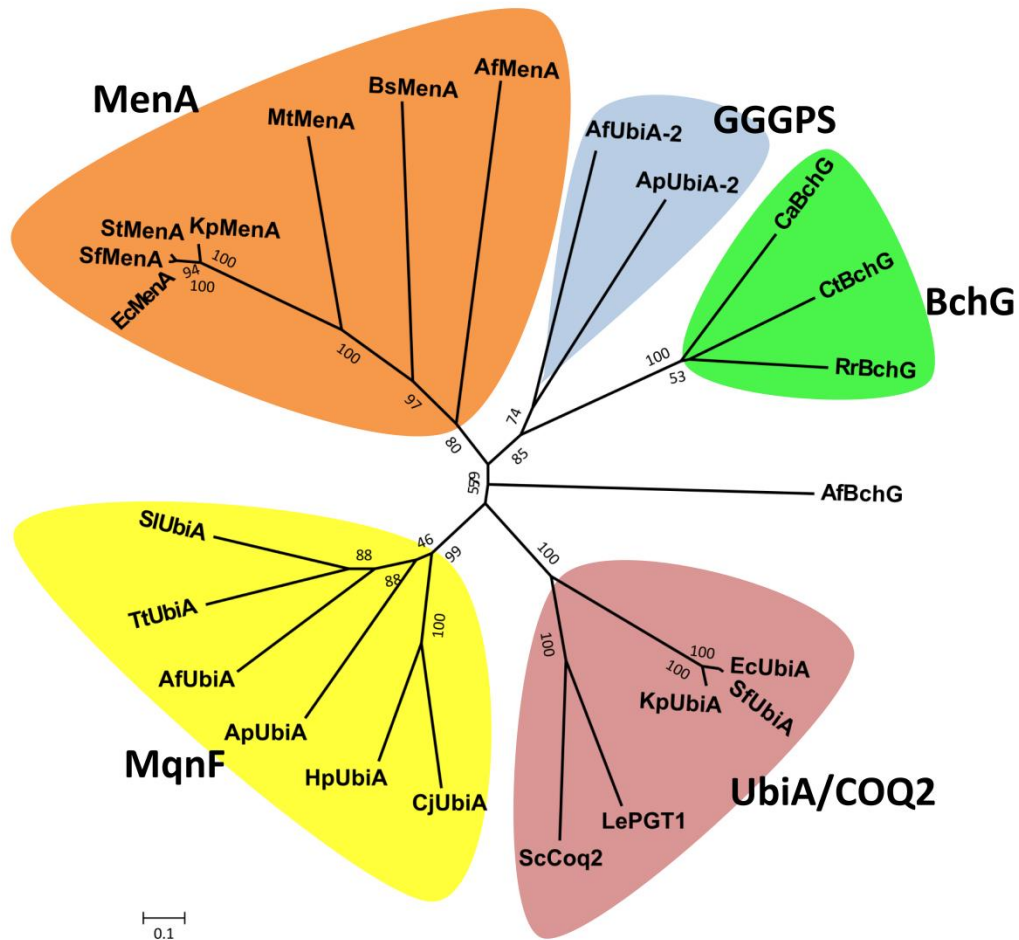 MenA
MtMenA
BsMenA
AfMenA
StMenA
KpMenA
SfMenA
EcMenA
94
100
100
100
97
80
GGGPS
AfUbiA-2
ApUbiA-2
74
85
BchG
CaBchG
CtBchG
RrBchG
100
53
AfBchG
MqnF
SlUbiA
TtUbiA
AfUbiA
ApUbiA
HpUbiA
CjUbiA
88
88
46
99
100
UbiA/COQ2
EcUbiA
SfUbiA
KpUbiA
LePGT1
ScCoq2
100
100
100
100
0.1